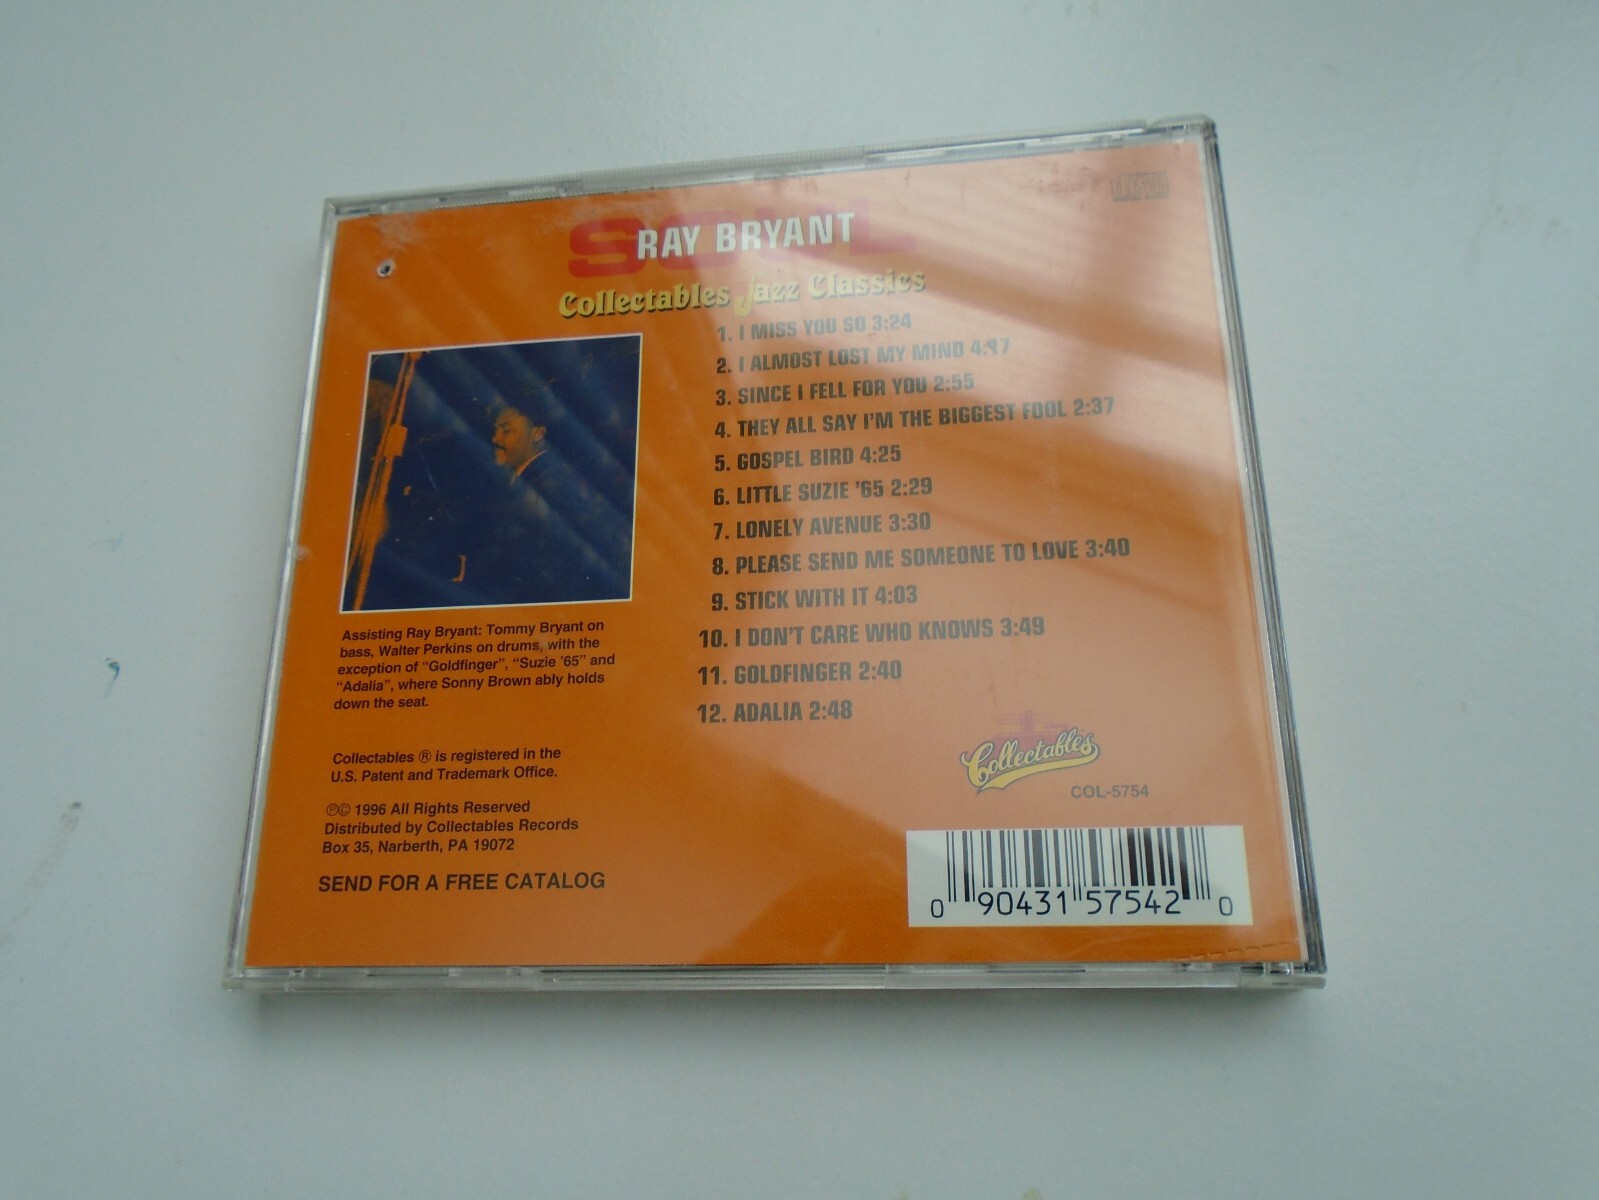 SOUL
RAY BRYANT
disc
Collectables Jazz Classics
1. I MISS YOU SO 3:24
2. I ALMOST LOST MY MIND 4:17
3. SINCE I FELL FOR YOU 2:55
4. THEY ALL SAY I'M THE BIGGEST FOOL 2:37
5. GOSPEL BIRD 4:25
6. LITTLE SUZIE '65 2:29
7. LONELY AVENUE 3:30
8. PLEASE SEND ME SOMEONE TO LOVE 3:40
9. STICK WITH IT 4:03
10. I DON'T CARE WHO KNOWS 3:49
11. GOLDFINGER 2:40
12. ADALIA 2:48
Assisting Ray Bryant: Tommy Bryant on
bass, Walter Perkins on drums, with the
exception of "Goldfinger", "Suzie '65" and
"Adalia", where Sonny Brown ably holds
down the seat.
Collectables ® is registered in the
U.S. Patent and Trademark Office.
℗© 1996 All Rights Reserved
Distributed by Collectables Records
Box 35, Narberth, PA 19072
SEND FOR A FREE CATALOG
Collectables
COL-5754
0 90431 57542 0